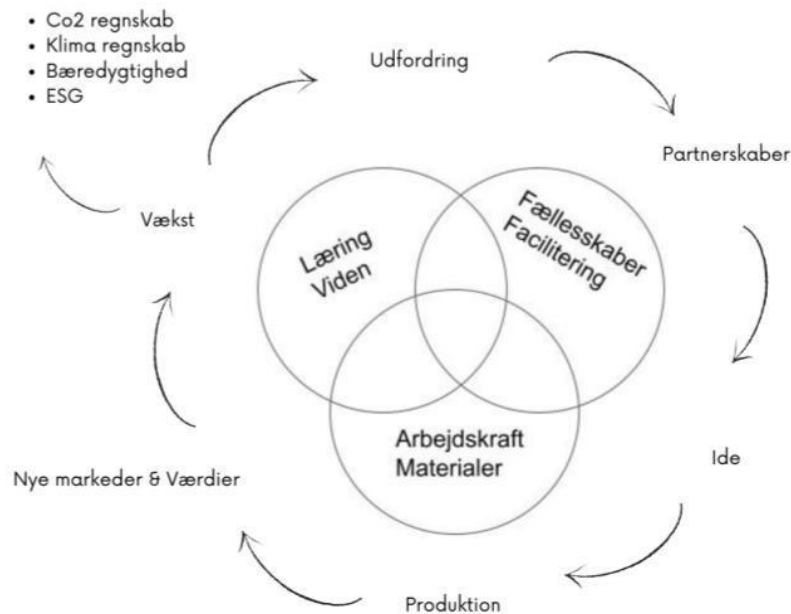 • Co2 regnskab
• Klima regnskab
• Bæredygtighed
• ESG
Udfordring
Partnerskaber
Vækst
Læring
Viden
Fællesskaber
Facilitering
Arbejdskraft
Materialer
Ide
Nye markeder & Værdier
Produktion